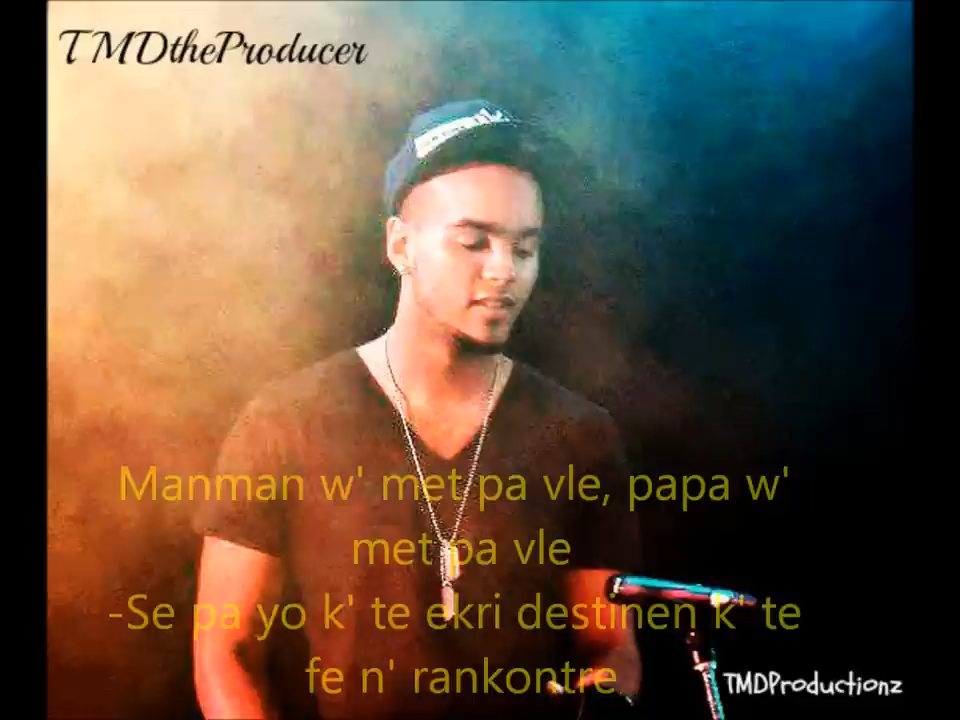 TMDtheProducer
Manman w' met pa vle, papa w'
met pa vle
-Se pa yo k' te ekri destinen k' te
fe n' rankontre
TMDProductionz